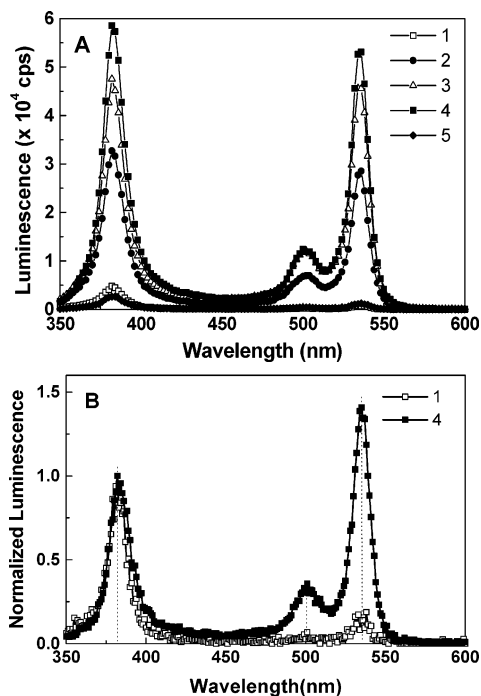 A
1
2
3
4
5
Luminescence (x 10⁴ cps)
6
5
4
3
2
1
0
350 400 450 500 550 600
Wavelength (nm)
B
1
4
Normalized Luminescence
1.5
1.0
0.5
0.0
350 400 450 500 550 600
Wavelength(nm)